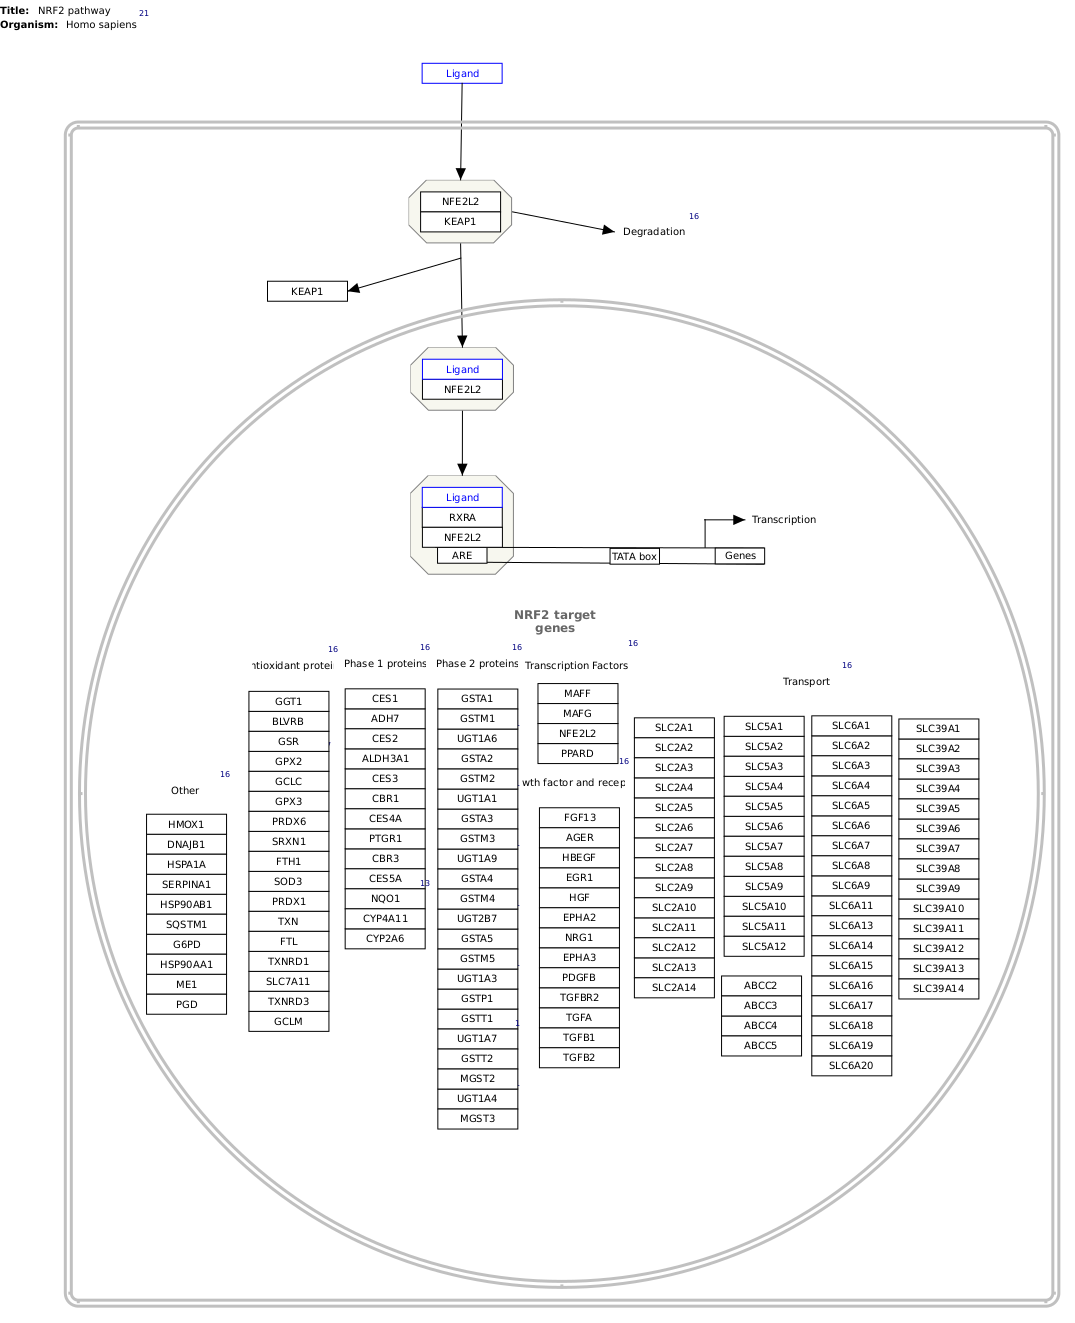 Title: NRF2 pathway 21
Organism: Homo sapiens
Ligand
NFE2L2
KEAP1
16
Degradation
KEAP1
Ligand
NFE2L2
Ligand
RXRA
NFE2L2
ARE
TATA box
Genes
Transcription
NRF2 target
genes
16
Other
HMOX1
DNAJB1
HSPA1A
SERPINA1
HSP90AB1
SQSTM1
G6PD
HSP90AA1
ME1
PGD
16
ntioxidant protei
GGT1
BLVRB
GSR
GPX2
GCLC
GPX3
PRDX6
SRXN1
FTH1
SOD3
PRDX1
TXN
FTL
TXNRD1
SLC7A11
TXNRD3
GCLM
16
Phase 1 proteins
CES1
ADH7
CES2
ALDH3A1
CES3
CBR1
CES4A
PTGR1
CBR3
CES5A
13
NQO1
CYP4A11
CYP2A6
16
Phase 2 proteins
GSTA1
GSTM1
UGT1A6
GSTA2
GSTM2
UGT1A1
GSTA3
GSTM3
UGT1A9
GSTA4
GSTM4
UGT2B7
GSTA5
GSTM5
UGT1A3
GSTP1
GSTT1
UGT1A7
GSTT2
MGST2
UGT1A4
MGST3
16
Transcription Factors
MAFF
MAFG
NFE2L2
PPARD
16
wth factor and recep
FGF13
AGER
HBEGF
EGR1
HGF
EPHA2
NRG1
EPHA3
PDGFB
TGFBR2
TGFA
TGFB1
TGFB2
16
Transport
SLC2A1
SLC2A2
SLC2A3
SLC2A4
SLC2A5
SLC2A6
SLC2A7
SLC2A8
SLC2A9
SLC2A10
SLC2A11
SLC2A12
SLC2A13
SLC2A14
SLC5A1
SLC5A2
SLC5A3
SLC5A4
SLC5A5
SLC5A6
SLC5A7
SLC5A8
SLC5A9
SLC5A10
SLC5A11
SLC5A12
ABCC2
ABCC3
ABCC4
ABCC5
SLC6A1
SLC6A2
SLC6A3
SLC6A4
SLC6A5
SLC6A6
SLC6A7
SLC6A8
SLC6A9
SLC6A11
SLC6A13
SLC6A14
SLC6A15
SLC6A16
SLC6A17
SLC6A18
SLC6A19
SLC6A20
SLC39A1
SLC39A2
SLC39A3
SLC39A4
SLC39A5
SLC39A6
SLC39A7
SLC39A8
SLC39A9
SLC39A10
SLC39A11
SLC39A12
SLC39A13
SLC39A14